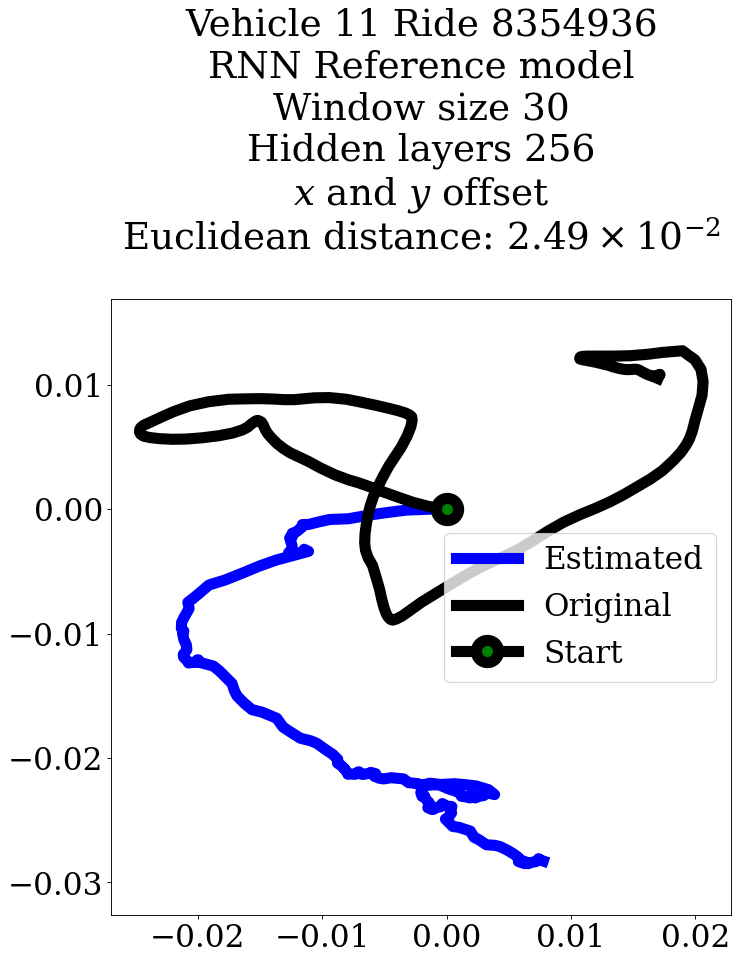 Vehicle 11 Ride 8354936
RNN Reference model
Window size 30
Hidden layers 256
x and y offset
Euclidean distance: 2.49 × 10⁻²
0.01
0.00
−0.01
−0.02
−0.03
Estimated
Original
Start
−0.02 −0.01 0.00 0.01 0.02